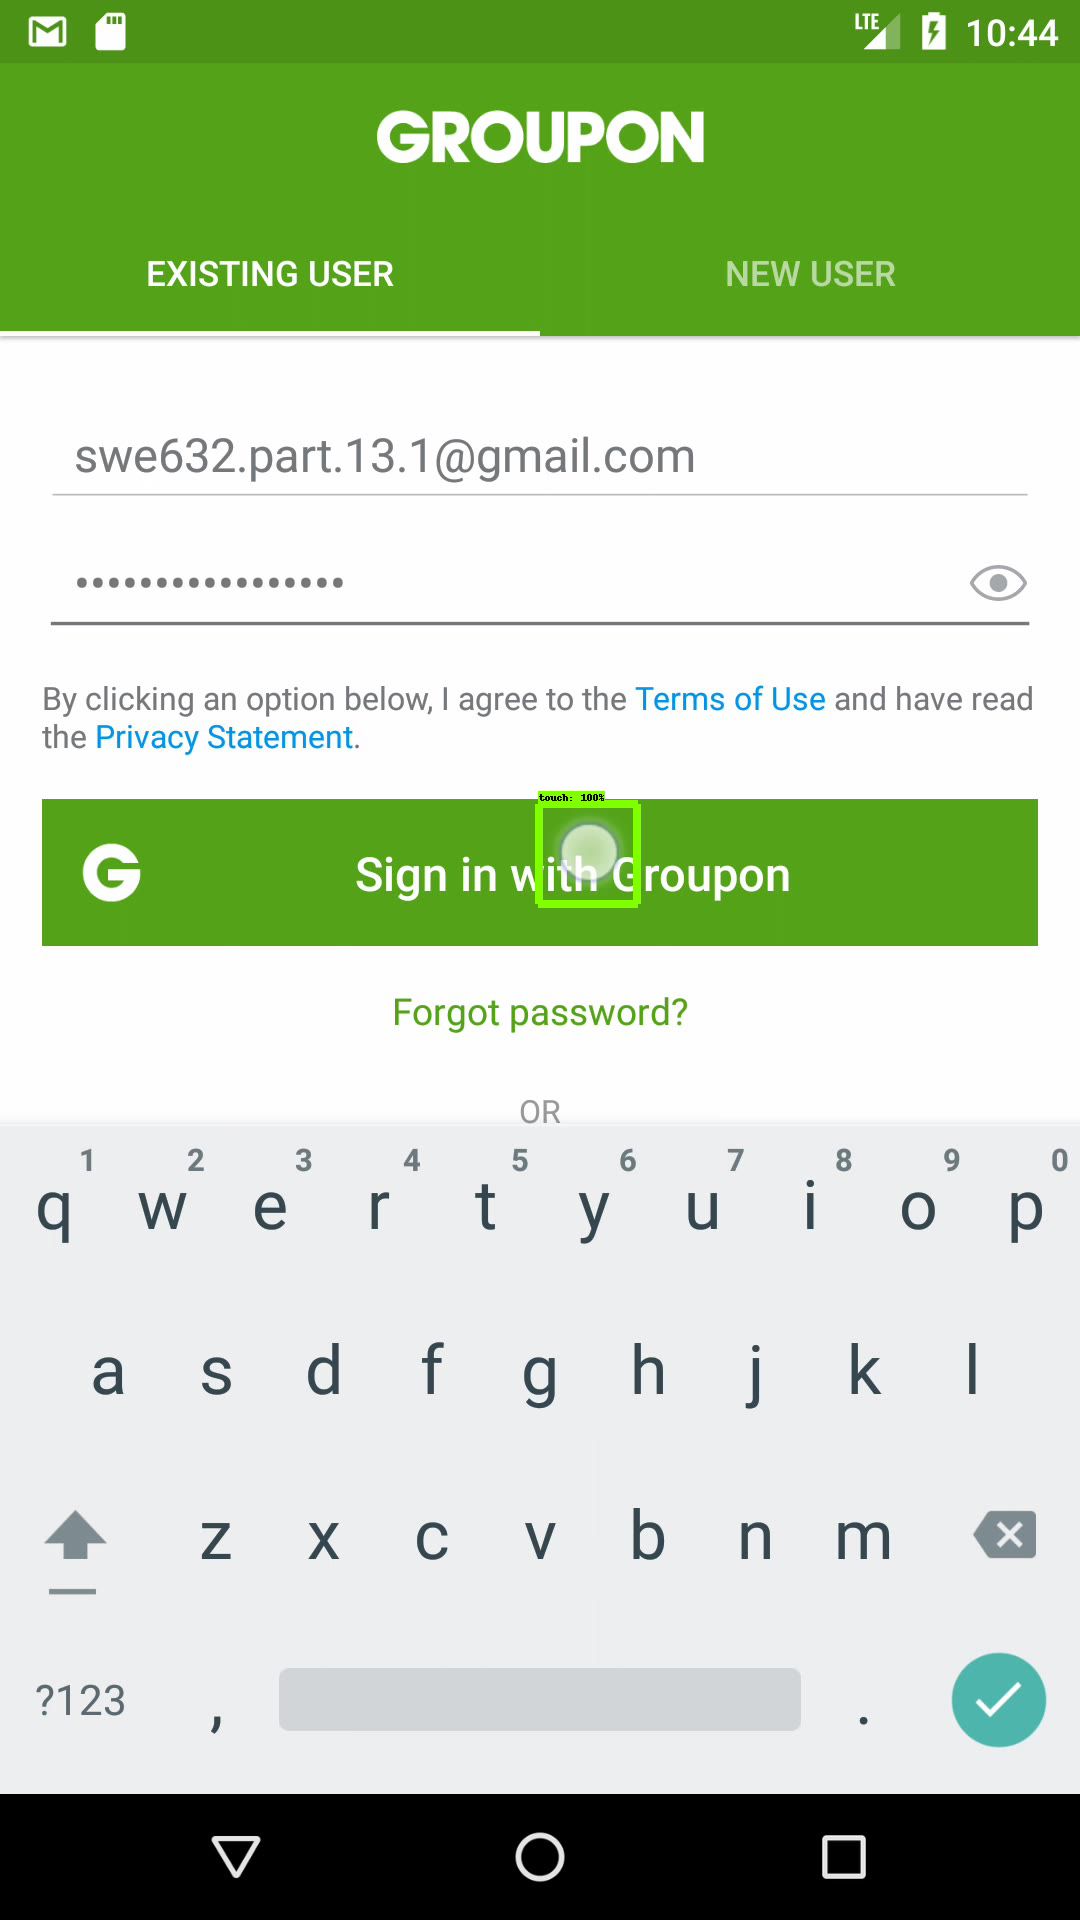 LTE 10:44
GROUPON
EXISTING USER NEW USER
swe632.part.13.1@gmail.com
•••••••••••••••••
By clicking an option below, I agree to the Terms of Use and have read
the Privacy Statement.
touch: 100%
G Sign in with Groupon
Forgot password?
OR
1 2 3 4 5 6 7 8 9 0
q w e r t y u i o p
a s d f g h j k l
z x c v b n m
?123 , .